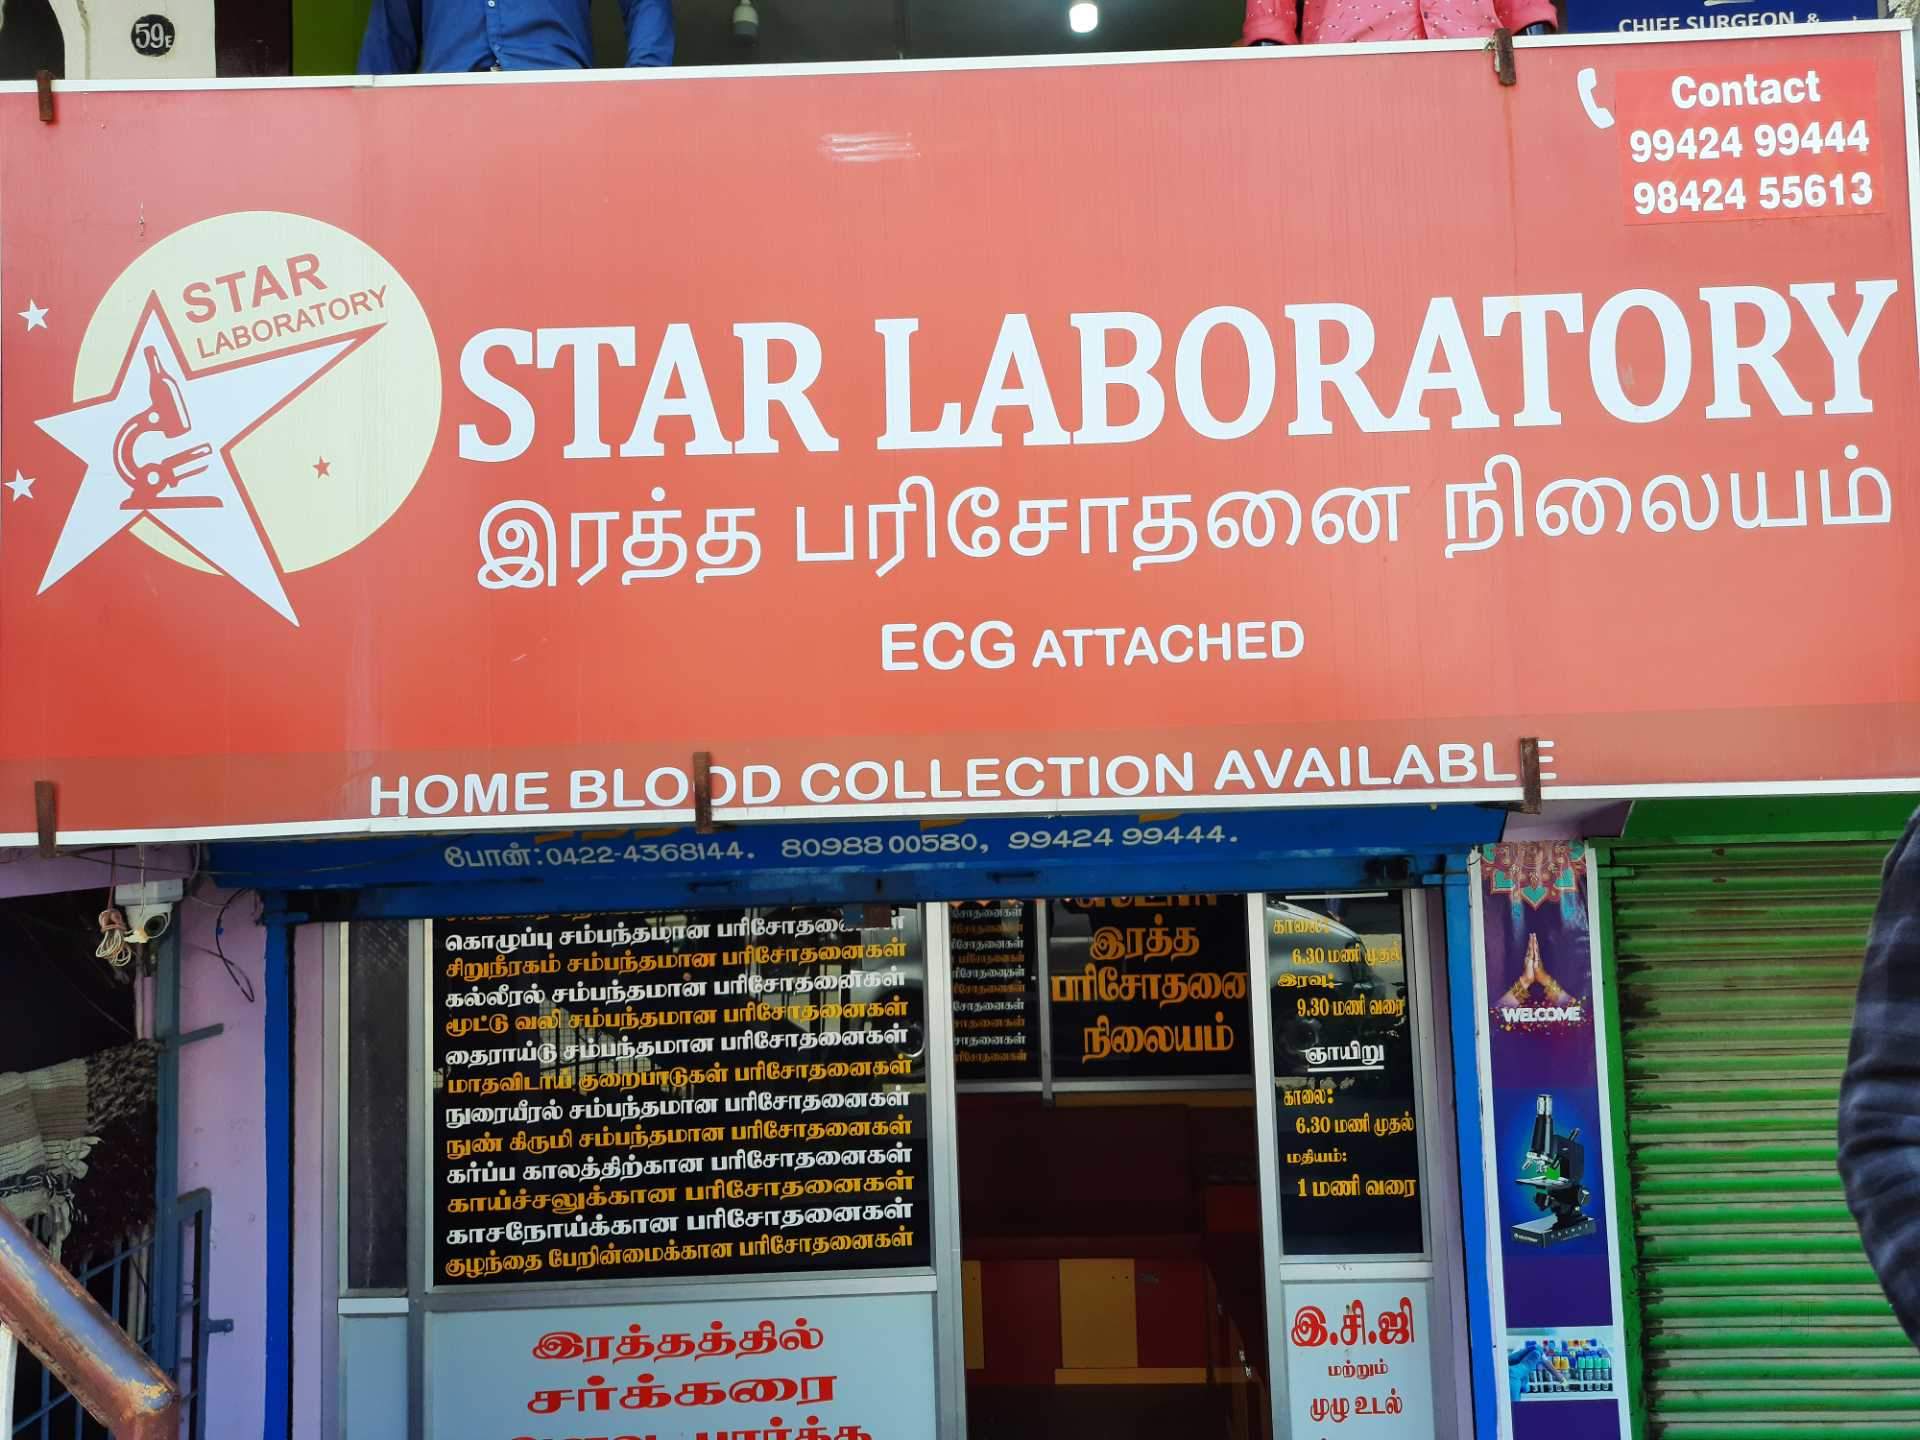 59E
CHIEF SURGEON &
Contact
99424 99444
98424 55613
STAR
LABORATORY
STAR LABORATORY
இரத்த பரிசோதனை நிலையம்
ECG ATTACHED
HOME BLOOD COLLECTION AVAILABLE
போன்:0422-4368144. 80988 00580, 99424 99444.
கொழுப்பு சம்பந்தமான பரிசோதனைகள்
சிறுநீரகம் சம்பந்தமான பரிசோதனைகள்
கல்லீரல் சம்பந்தமான பரிசோதனைகள்
மூட்டு வலி சம்பந்தமான பரிசோதனைகள்
தைராய்டு சம்பந்தமான பரிசோதனைகள்
மாதவிடாய் குறைபாடுகள் பரிசோதனைகள்
நுரையீரல் சம்பந்தமான பரிசோதனைகள்
நுண் கிருமி சம்பந்தமான பரிசோதனைகள்
கர்ப்ப காலத்திற்கான பரிசோதனைகள்
காய்ச்சலுக்கான பரிசோதனைகள்
காசநோய்க்கான பரிசோதனைகள்
குழந்தை பேறின்மைக்கான பரிசோதனைகள்
இரத்தத்தில்
சர்க்கரை
இரத்த
பரிசோதனை
நிலையம்
காலை:
6.30 மணி முதல்
இரவு:
9.30 மணி வரை
ஞாயிறு
காலை:
6.30 மணி முதல்
மதியம்:
1 மணி வரை
இ.சி.ஜி
மற்றும்
முழு உடல்
WELCOME